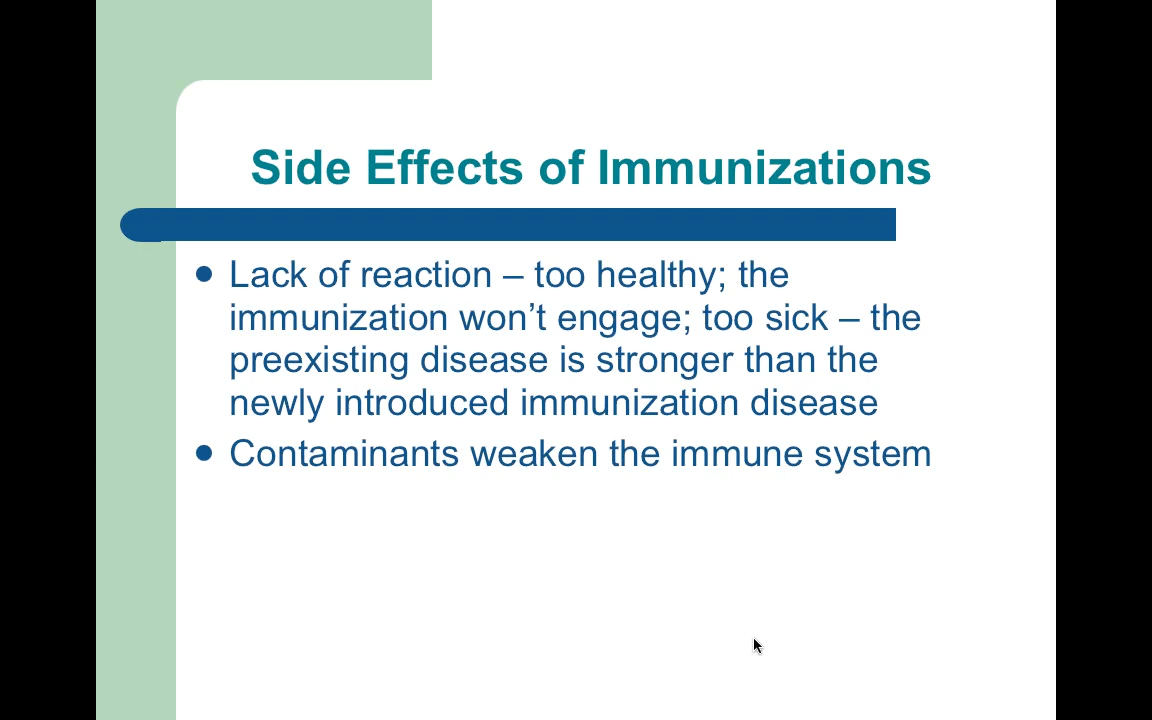 Side Effects of Immunizations
Lack of reaction – too healthy; the
immunization won’t engage; too sick – the
preexisting disease is stronger than the
newly introduced immunization disease
Contaminants weaken the immune system